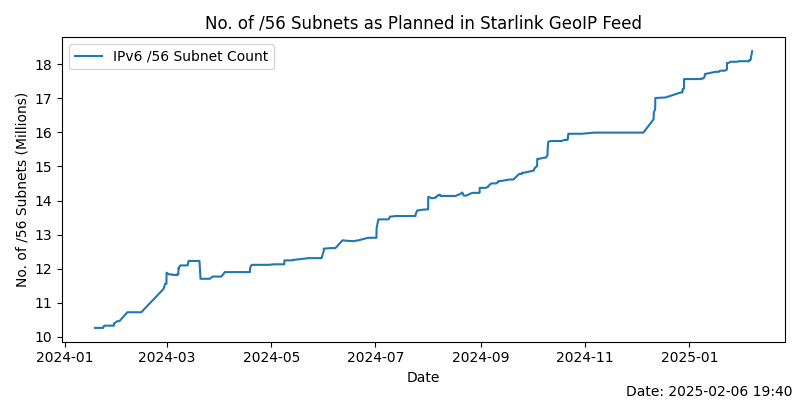 No. of /56 Subnets as Planned in Starlink GeoIP Feed
IPv6 /56 Subnet Count
No. of /56 Subnets (Millions)
18
17
16
15
14
13
12
11
10
2024-01 2024-03 2024-05 2024-07 2024-09 2024-11 2025-01
Date
Date: 2025-02-06 19:40